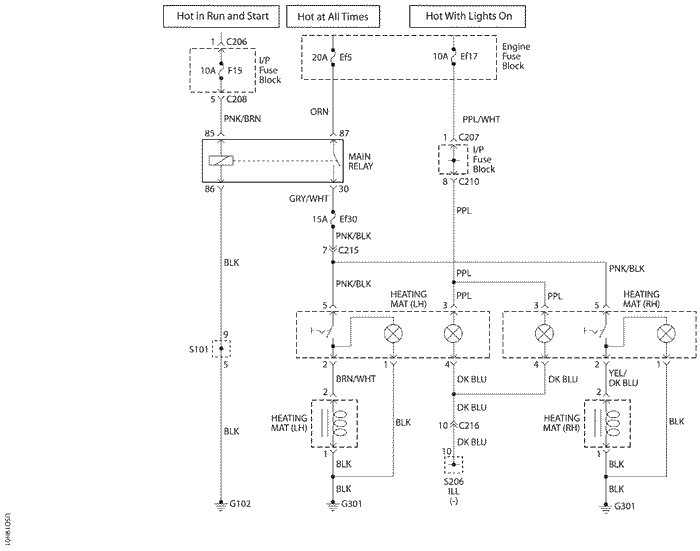 Hot in Run and Start
Hot at All Times
Hot With Lights On
1 C206
10A F15
I/P
Fuse
Block
5 C208
20A Ef5
10A Ef17
Engine
Fuse
Block
PNK/BRN
ORN
PPL/WHT
85
87
1 C207
MAIN
RELAY
I/P
Fuse
Block
86
30
8 C210
GRY/WHT
15A Ef30
PPL
PNK/BLK
7 C215
BLK
PNK/BLK
PPL
PNK/BLK
PPL
PPL
5
HEATING
MAT (LH)
3
3
5
HEATING
MAT (RH)
9
S101
5
2
1
4
4
2
1
BRN/WHT
DK BLU
DK BLU
YEL/
DK BLU
2
DK BLU
2
HEATING
MAT (LH)
BLK
10 C216
HEATING
MAT (RH)
BLK
BLK
DK BLU
1
10
1
BLK
S206
ILL
(-)
BLK
BLK
BLK
G102
G301
G301